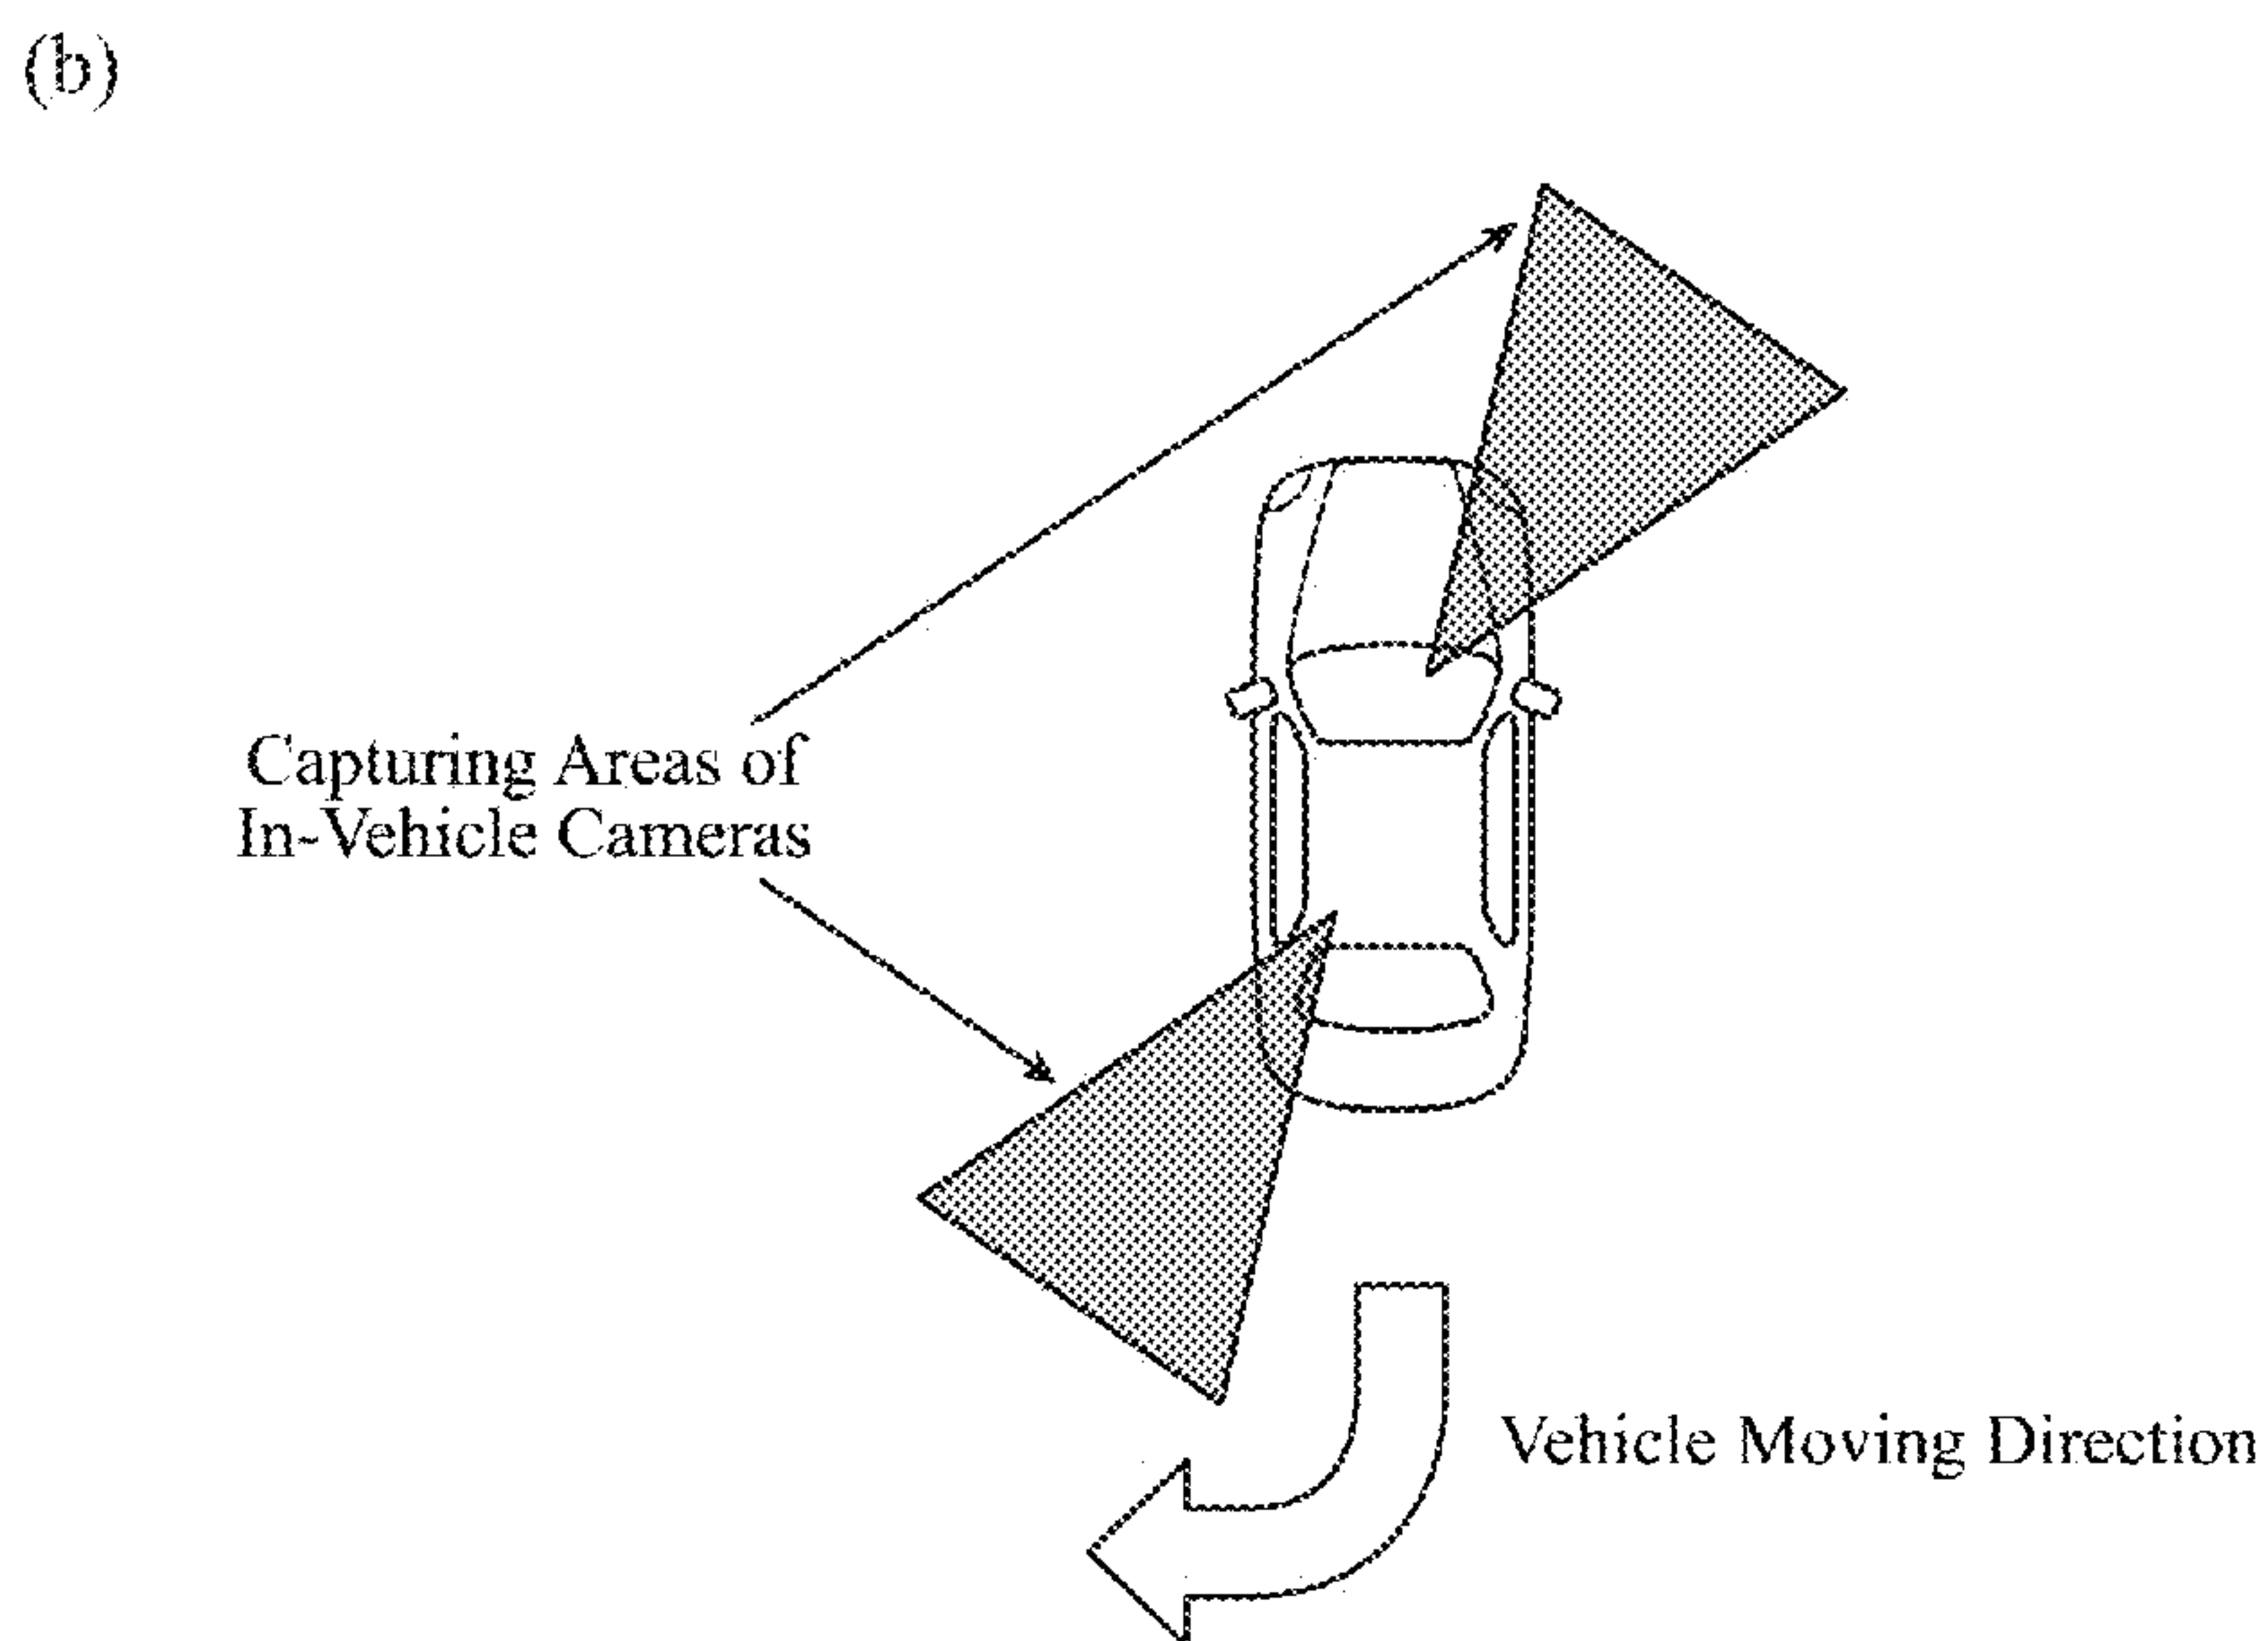 (b)
Capturing Areas of
In-Vehicle Cameras
Vehicle Moving Direction